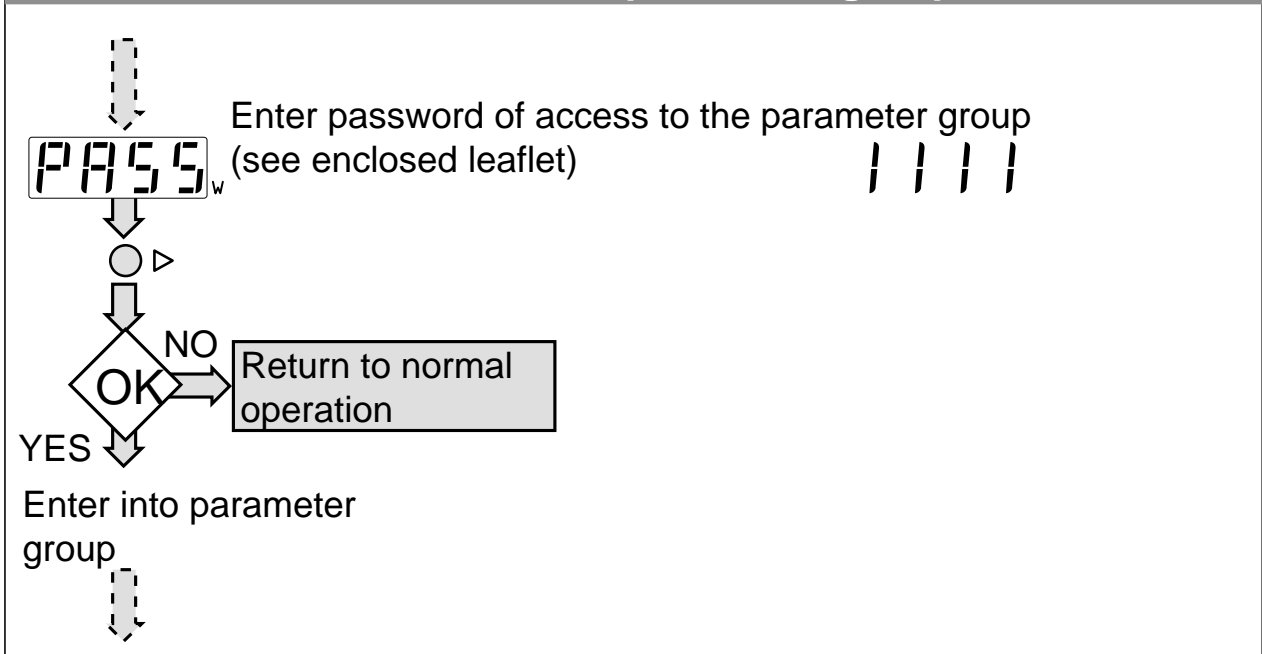 Enter password of access to the parameter group
PASS w (see enclosed leaflet) 1111
NO
Return to normal
OK
operation
YES
Enter into parameter
group